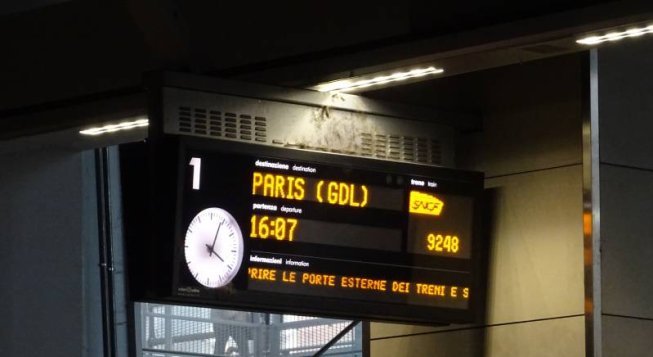 1
destinazione destination
PARIS (GDL)
treno train
SNCF
partenza departure
16:07
9248
informazioni information
RIRE LE PORTE ESTERNE DEI TRENI E S